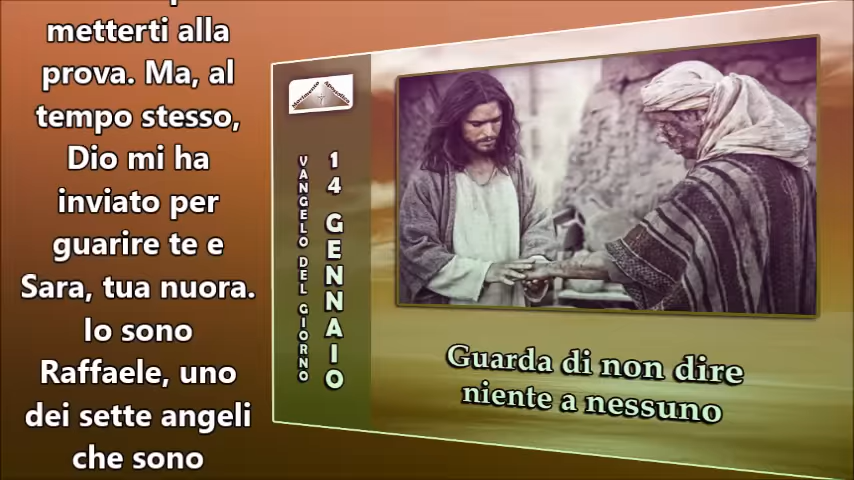 metterti alla
prova. Ma, al
tempo stesso,
Dio mi ha
inviato per
guarire te e
Sara, tua nuora.
Io sono
Raffaele, uno
dei sette angeli
che sono
VANGELO DEL GIORNO
14 GENNAIO
Guarda di non dire
niente a nessuno